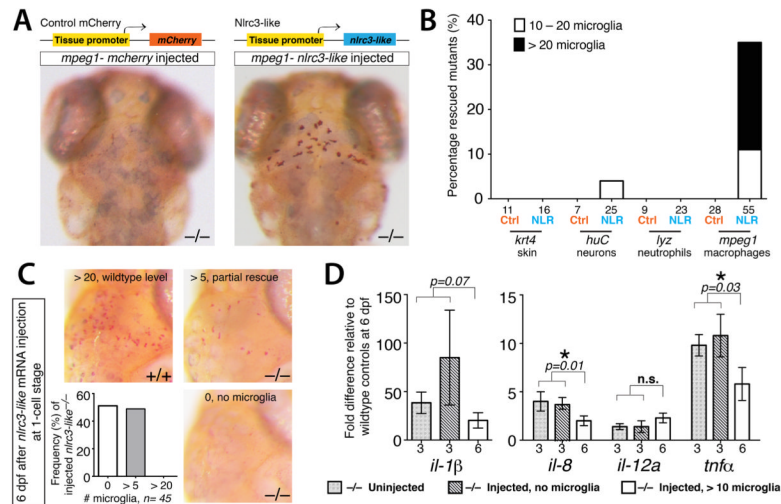 A
Control mCherry
Tissue promoter
mCherry
mpeg1- mcherry injected
−/−
Nlrc3-like
Tissue promoter
nlrc3-like
mpeg1- nlrc3-like injected
−/−
B
Percentage rescued mutants (%)
40
30
20
10
0
10 – 20 microglia
> 20 microglia
11 16 7 25 9 23 28 55
Ctrl NLR Ctrl NLR Ctrl NLR Ctrl NLR
krt4 huC lyz mpeg1
skin neurons neutrophils macrophages
C
6 dpf after nlrc3-like mRNA injection
at 1-cell stage
> 20, wildtype level
+/+
> 5, partial rescue
−/−
Frequency (%) of
injected nlrc3-like−/−
60
40
20
0
0 > 5 > 20
# microglia, n= 45
0, no microglia
−/−
D
Fold difference relative to
wildtype controls at 6 dpf
150
100
50
0
p=0.07
3 3 6
il-1β
15
10
5
0
*
p=0.01
3 3 6
il-8
n.s.
3 3 6
il-12a
*
p=0.03
3 3 6
tnfα
−/− Uninjected
−/− Injected, no microglia
−/− Injected, > 10 microglia